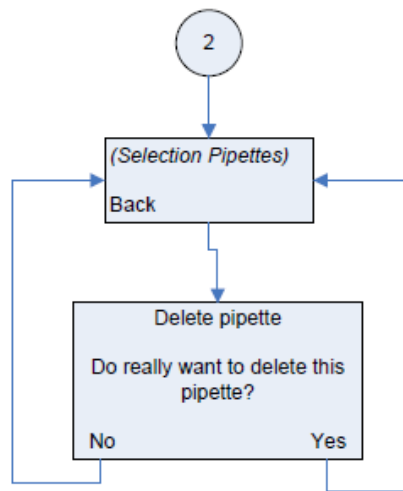 2
(Selection Pipettes)
Back
Delete pipette
Do really want to delete this
pipette?
No Yes